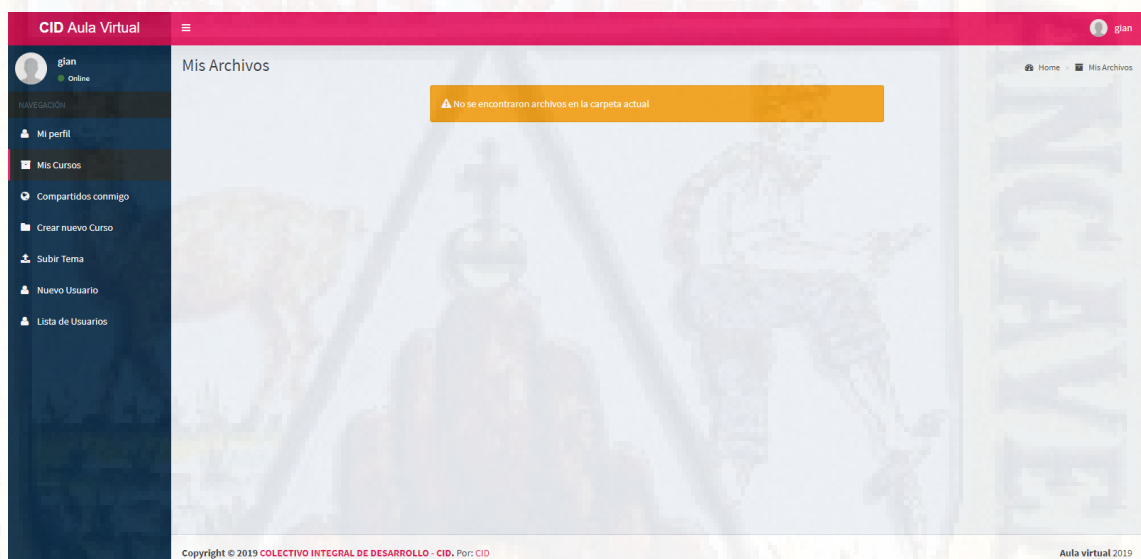 CID Aula Virtual
gian
gian
Online
Mis Archivos
Home > Mis Archivos
No se encontraron archivos en la carpeta actual
NAVEGACIÓN
Mi perfil
Mis Cursos
Compartidos conmigo
Crear nuevo Curso
Subir Tema
Nuevo Usuario
Lista de Usuarios
Copyright © 2019 COLECTIVO INTEGRAL DE DESARROLLO - CID. Por: CID
Aula virtual 2019